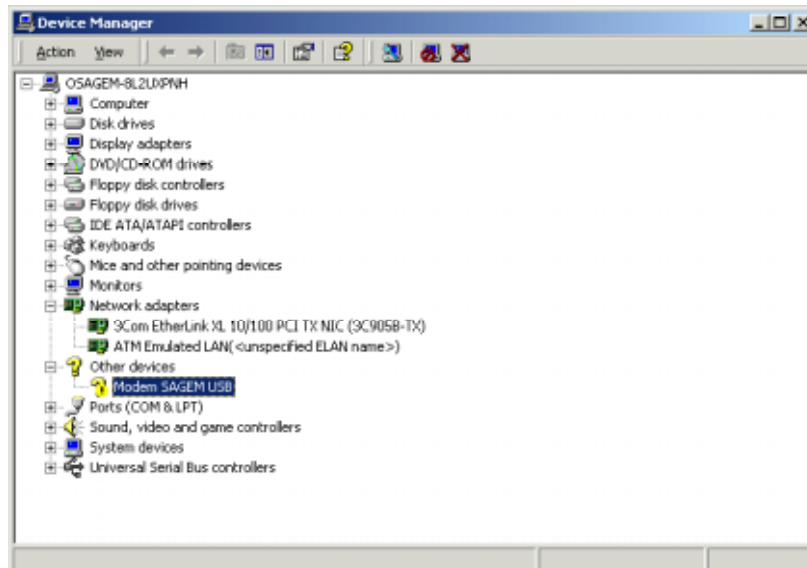 Device Manager
Action View
OSAGEM-8L2UXPNH
Computer
Disk drives
Display adapters
DVD/CD-ROM drives
Floppy disk controllers
Floppy disk drives
IDE ATA/ATAPI controllers
Keyboards
Mice and other pointing devices
Monitors
Network adapters
3Com EtherLink XL 10/100 PCI TX NIC (3C905B-TX)
ATM Emulated LAN(<unspecified ELAN name>)
Other devices
Modem SAGEM USB
Ports (COM & LPT)
Sound, video and game controllers
System devices
Universal Serial Bus controllers